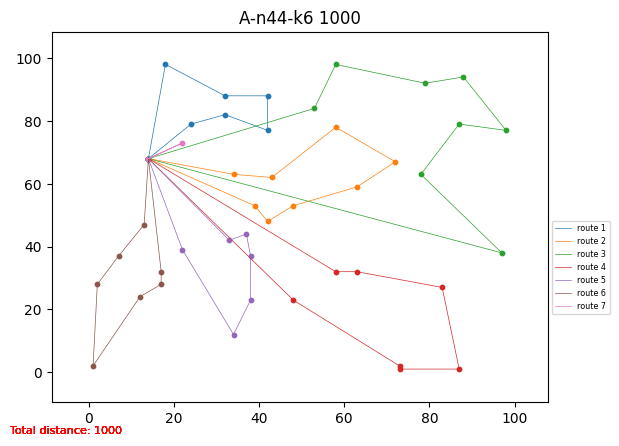 A-n44-k6 1000
100
80
60
40
20
0
0 20 40 60 80 100
route 1
route 2
route 3
route 4
route 5
route 6
route 7
Total distance: 1000